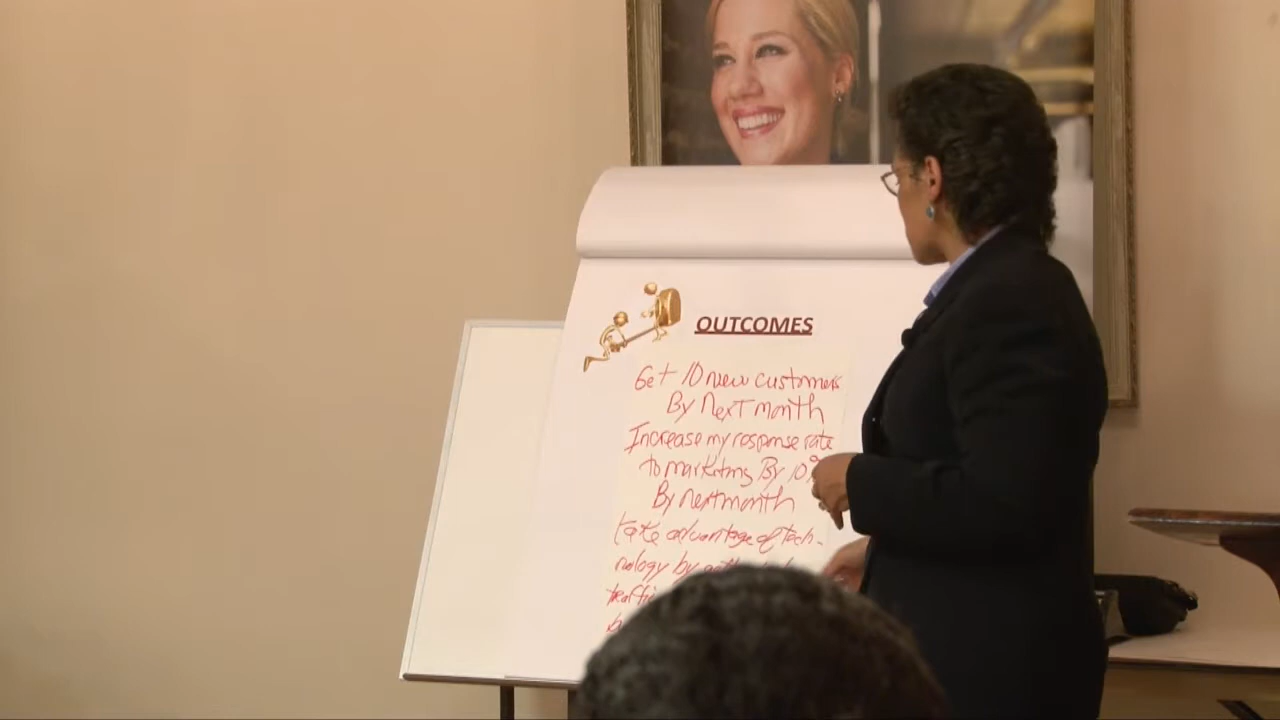 OUTCOMES
Get 10 new customers
By Next month
Increase my response rate
to marketing By 10%
By next month
take advantage of Tech-
nology by
traffic